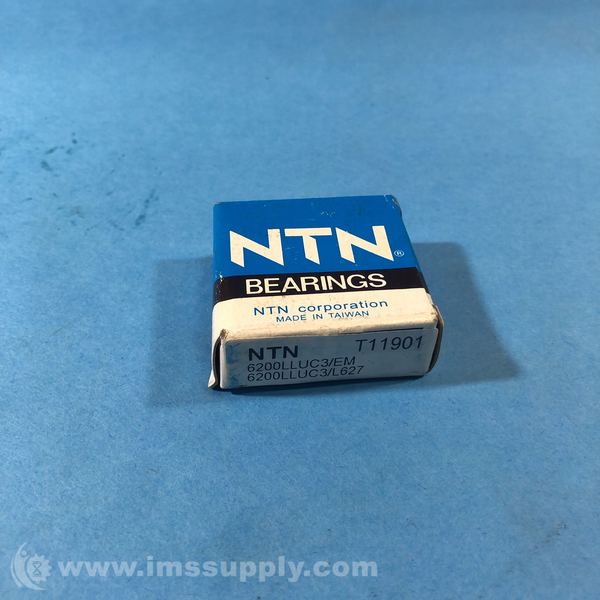 NTN®
BEARINGS
NTN corporation
MADE IN TAIWAN
NTN T11901
6200LLUC3/EM
6200LLUC3/L627
www.imssupply.com